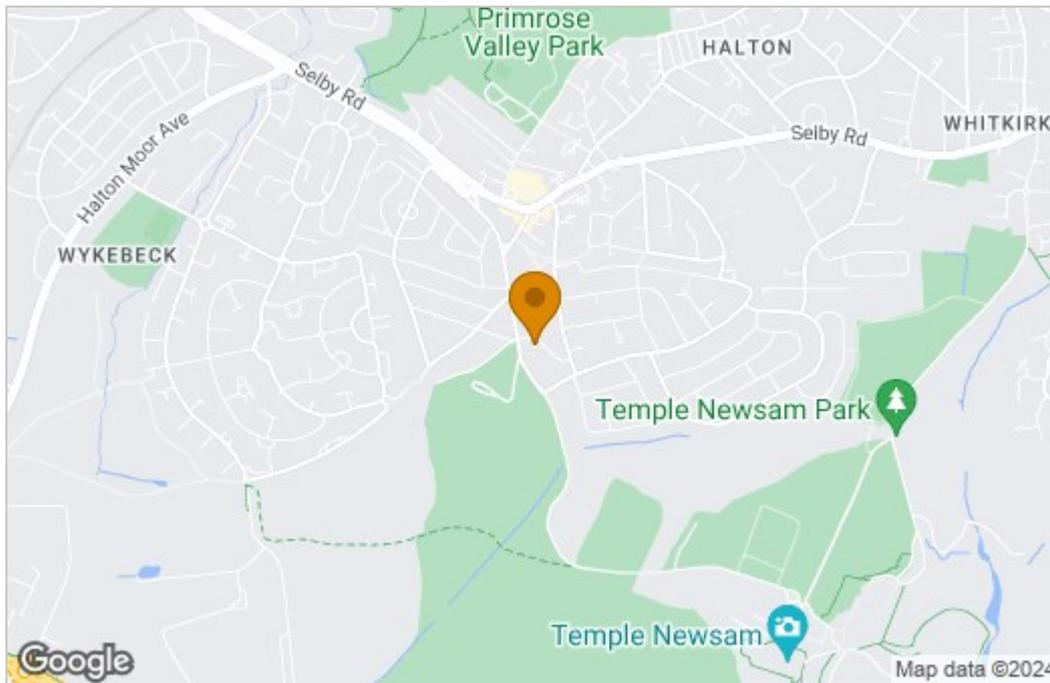 Primrose
Valley Park
HALTON
Selby Rd
Selby Rd
WHITKIRK
Halton Moor Ave
WYKEBECK
Temple Newsam Park
Temple Newsam
Google
Map data ©2024